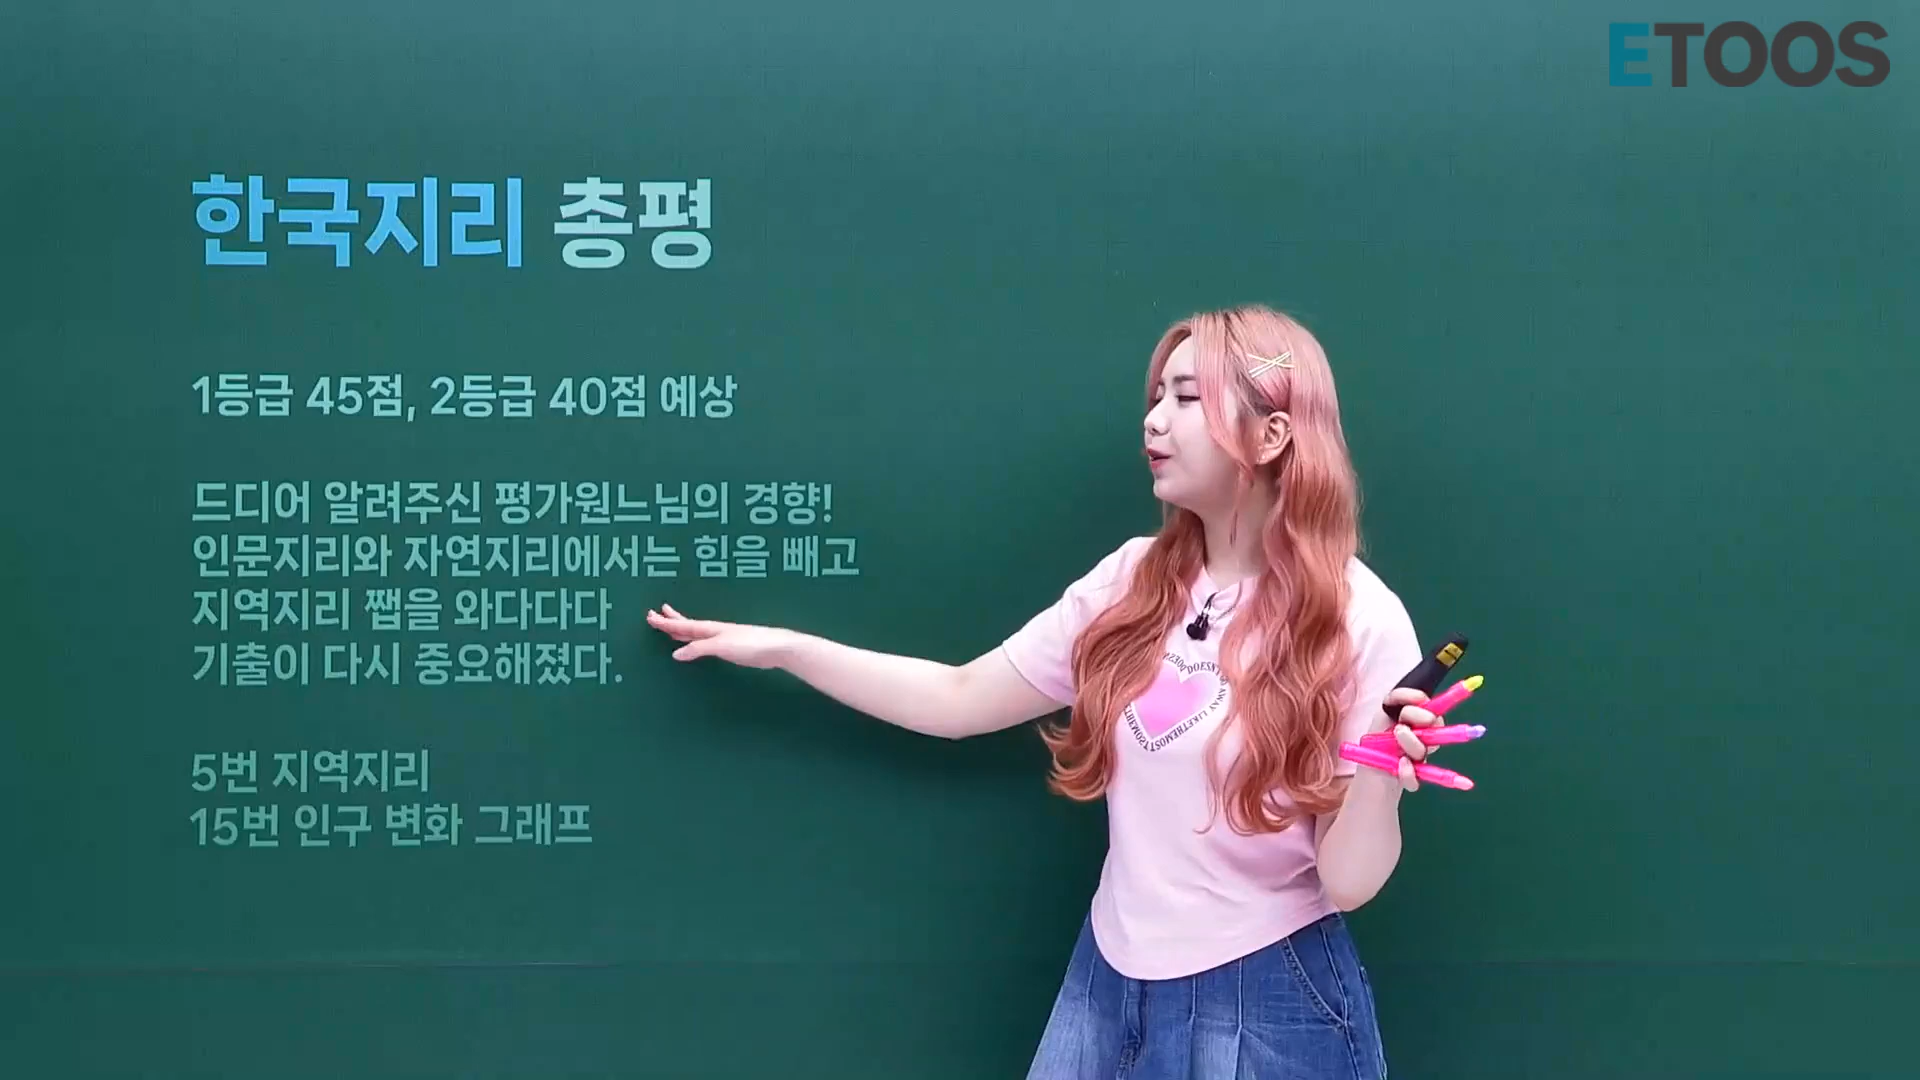 ETOOS
한국지리 총평
1등급 45점, 2등급 40점 예상
드디어 알려주신 평가원느님의 경향!
인문지리와 자연지리에서는 힘을 빼고
지역지리 쨉을 와다다다
기출이 다시 중요해졌다.
5번 지역지리
15번 인구 변화 그래프